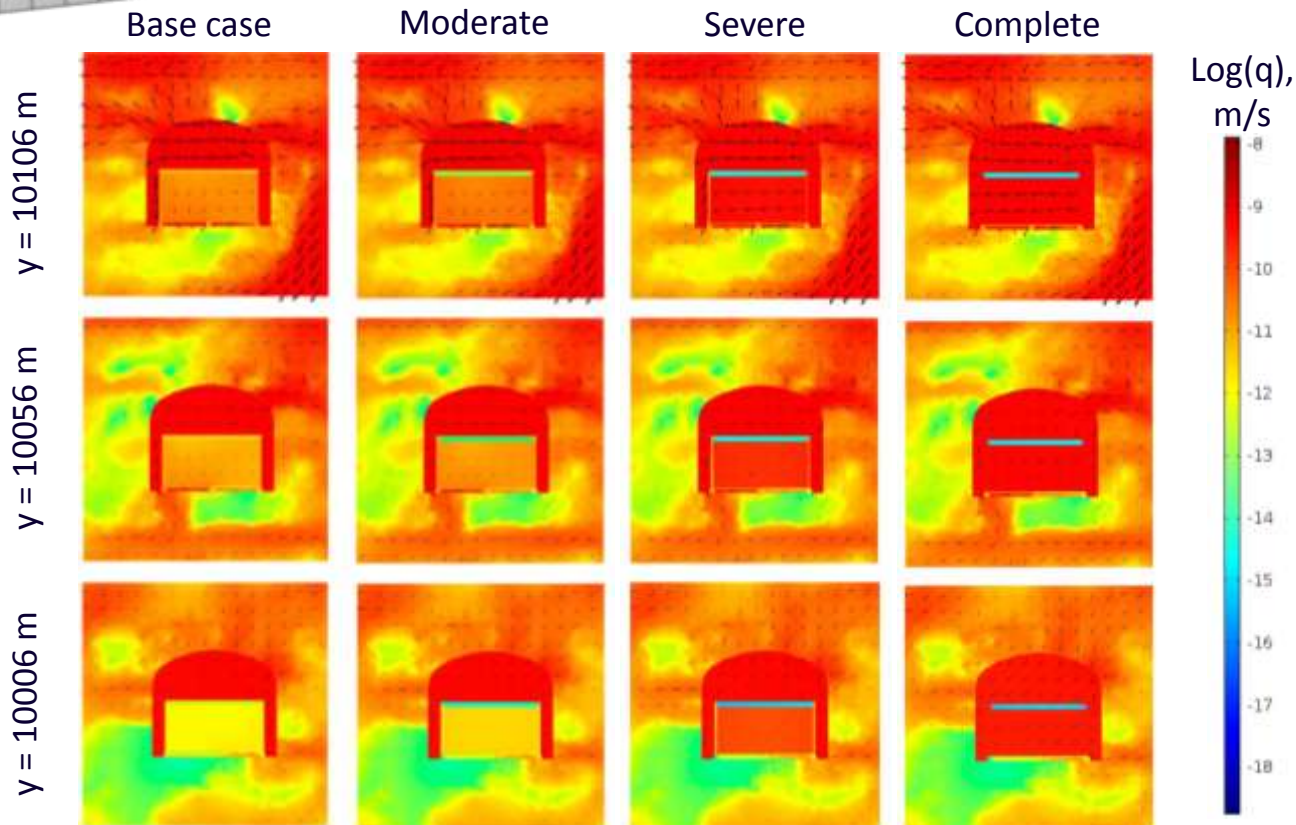 Base case Moderate Severe Complete
Log(q),
m/s
y = 10106 m
y = 10056 m
y = 10006 m
-8
-9
-10
-11
-12
-13
-14
-15
-16
-17
-18